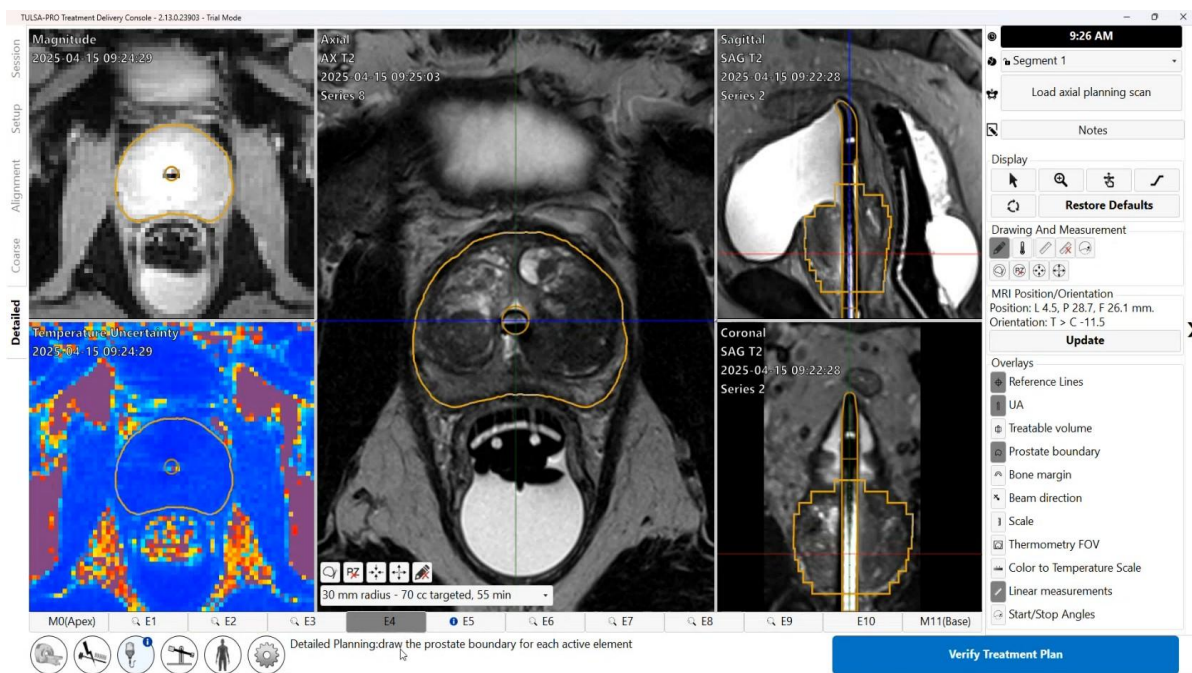 TULSA-PRO Treatment Delivery Console - 2.13.0.23903 - Trial Mode
Session
Setup
Alignment
Coarse
Detailed
Magnitude
2025-04-15 09:24:29
Axial
AX T2
2025-04-15 09:25:03
Series 8
Sagittal
SAG T2
2025-04-15 09:22:28
Series 2
Temperature Uncertainty
2025-04-15 09:24:29
Coronal
SAG T2
2025-04-15 09:22:28
Series 2
PZ
30 mm radius - 70 cc targeted, 55 min
M0(Apex) E1 E2 E3 E4 E5 E6 E7 E8 E9 E10 M11(Base)
Detailed Planning:draw the prostate boundary for each active element
9:26 AM
Segment 1
Load axial planning scan
Notes
Display
Restore Defaults
Drawing And Measurement
PZ
MRI Position/Orientation
Position: L 4.5, P 28.7, F 26.1 mm.
Orientation: T > C -11.5
Update
Overlays
Reference Lines
UA
Treatable volume
Prostate boundary
Bone margin
Beam direction
Scale
Thermometry FOV
Color to Temperature Scale
Linear measurements
Start/Stop Angles
Verify Treatment Plan